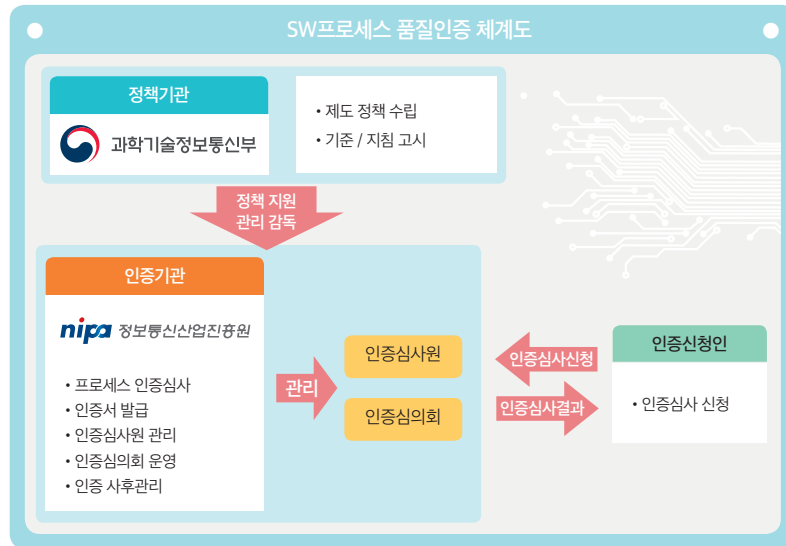 SW프로세스 품질인증 체계도
정책기관
과학기술정보통신부
• 제도 정책 수립
• 기준 / 지침 고시
정책 지원
관리 감독
인증기관
nipa 정보통신산업진흥원
• 프로세스 인증심사
• 인증서 발급
• 인증심사원 관리
• 인증심의회 운영
• 인증 사후관리
관리
인증심사원
인증심의회
인증심사신청
인증심사결과
인증신청인
• 인증심사 신청